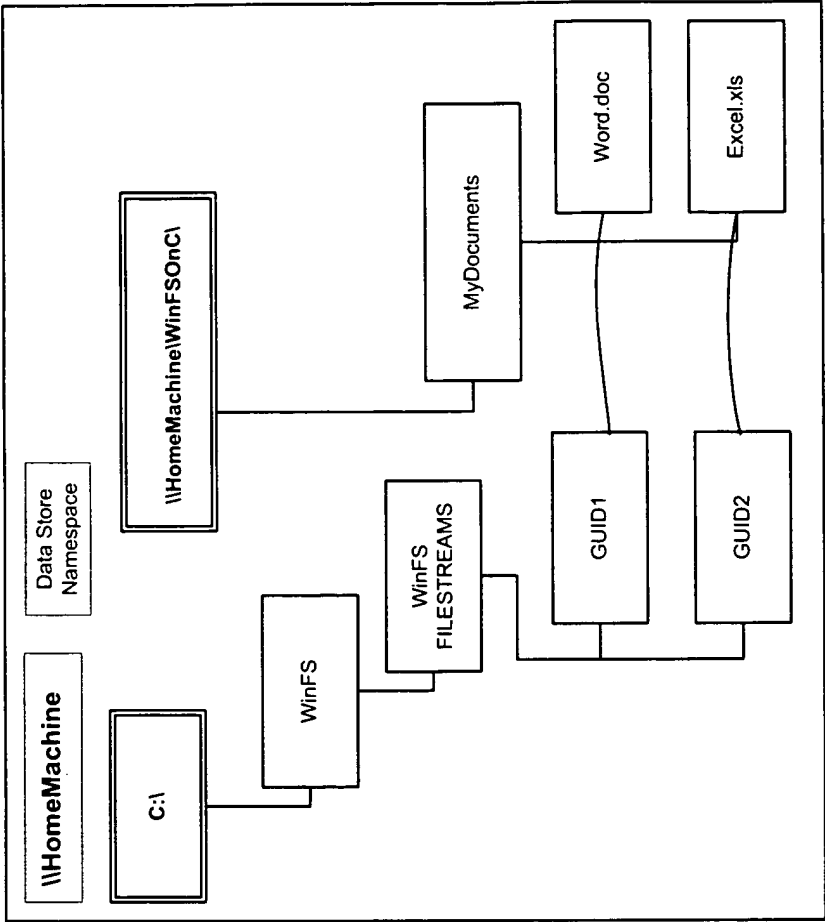 \\HomeMachine
Data Store
Namespace
C:\
\\HomeMachine\WinFSOnC\
WinFS
WinFS
FILESTREAMS
MyDocuments
GUID1
Word.doc
GUID2
Excel.xls